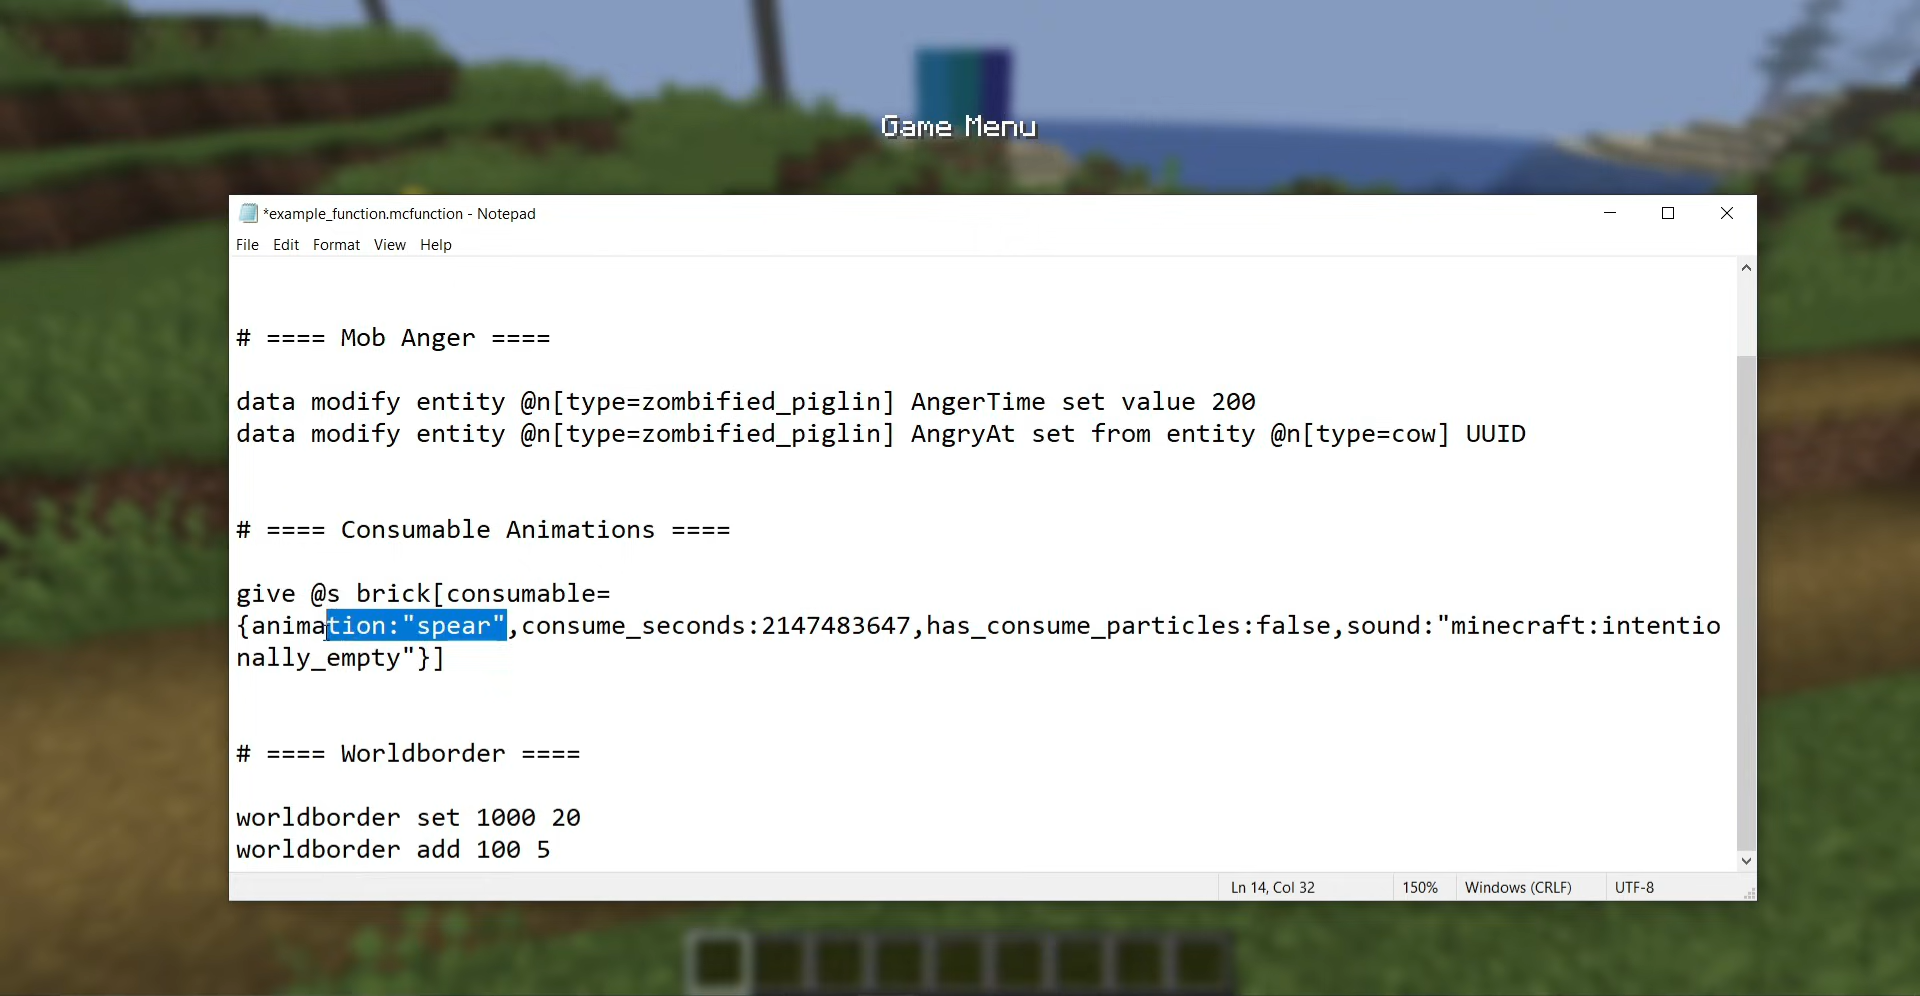 Game Menu
*example_function.mcfunction - Notepad
File Edit Format View Help
# ==== Mob Anger ====
data modify entity @n[type=zombified_piglin] AngerTime set value 200
data modify entity @n[type=zombified_piglin] AngryAt set from entity @n[type=cow] UUID
# ==== Consumable Animations ====
give @s brick[consumable=
{animation:"spear",consume_seconds:2147483647,has_consume_particles:false,sound:"minecraft:intentio
nally_empty"}]
# ==== Worldborder ====
worldborder set 1000 20
worldborder add 100 5
Ln 14, Col 32 150% Windows (CRLF) UTF-8